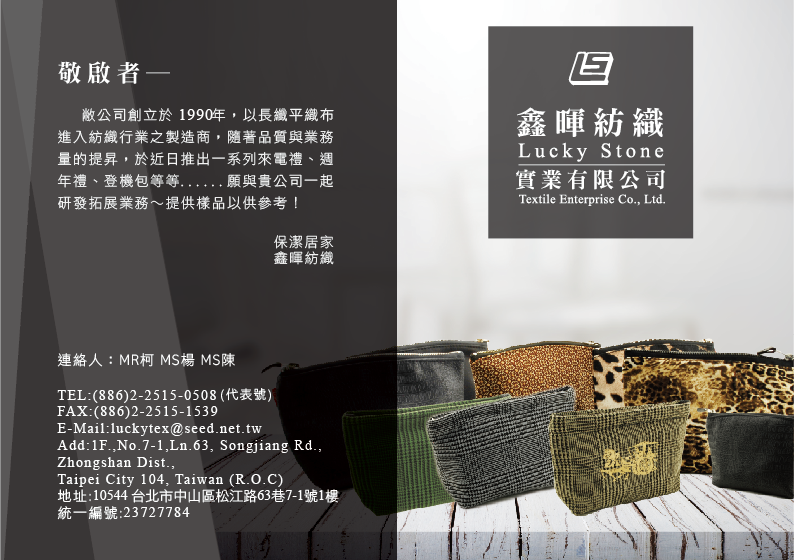 敬啟者—
敝公司創立於 1990年，以長纖平織布
進入紡織行業之製造商，隨著品質與業務
量的提昇，於近日推出一系列來電禮、週
年禮、登機包等等......願與貴公司一起
研發拓展業務～提供樣品以供參考！
保潔居家
鑫暉紡織
連絡人：MR柯 MS楊 MS陳
TEL:(886)2-2515-0508 (代表號)
FAX:(886)2-2515-1539
E-Mail:luckytex@seed.net.tw
Add:1F.,No.7-1,Ln.63, Songjiang Rd.,
Zhongshan Dist.,
Taipei City 104, Taiwan (R.O.C)
地址:10544 台北市中山區松江路63巷7-1號1樓
統一編號:23727784
鑫暉紡織
Lucky Stone
實業有限公司
Textile Enterprise Co., Ltd.